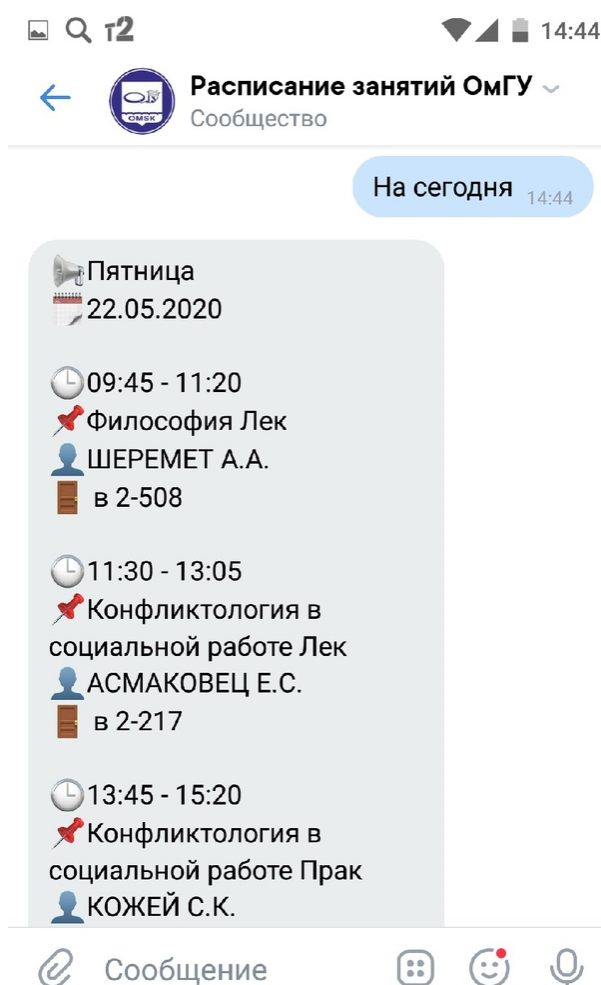 т2
14:44
Расписание занятий ОмГУ
Сообщество
OMSK
На сегодня 14:44
Пятница
22.05.2020
09:45 - 11:20
Философия Лек
ШЕРЕМЕТ А.А.
в 2-508
11:30 - 13:05
Конфликтология в
социальной работе Лек
АСМАКОВЕЦ Е.С.
в 2-217
13:45 - 15:20
Конфликтология в
социальной работе Прак
КОЖЕЙ С.К.
Сообщение